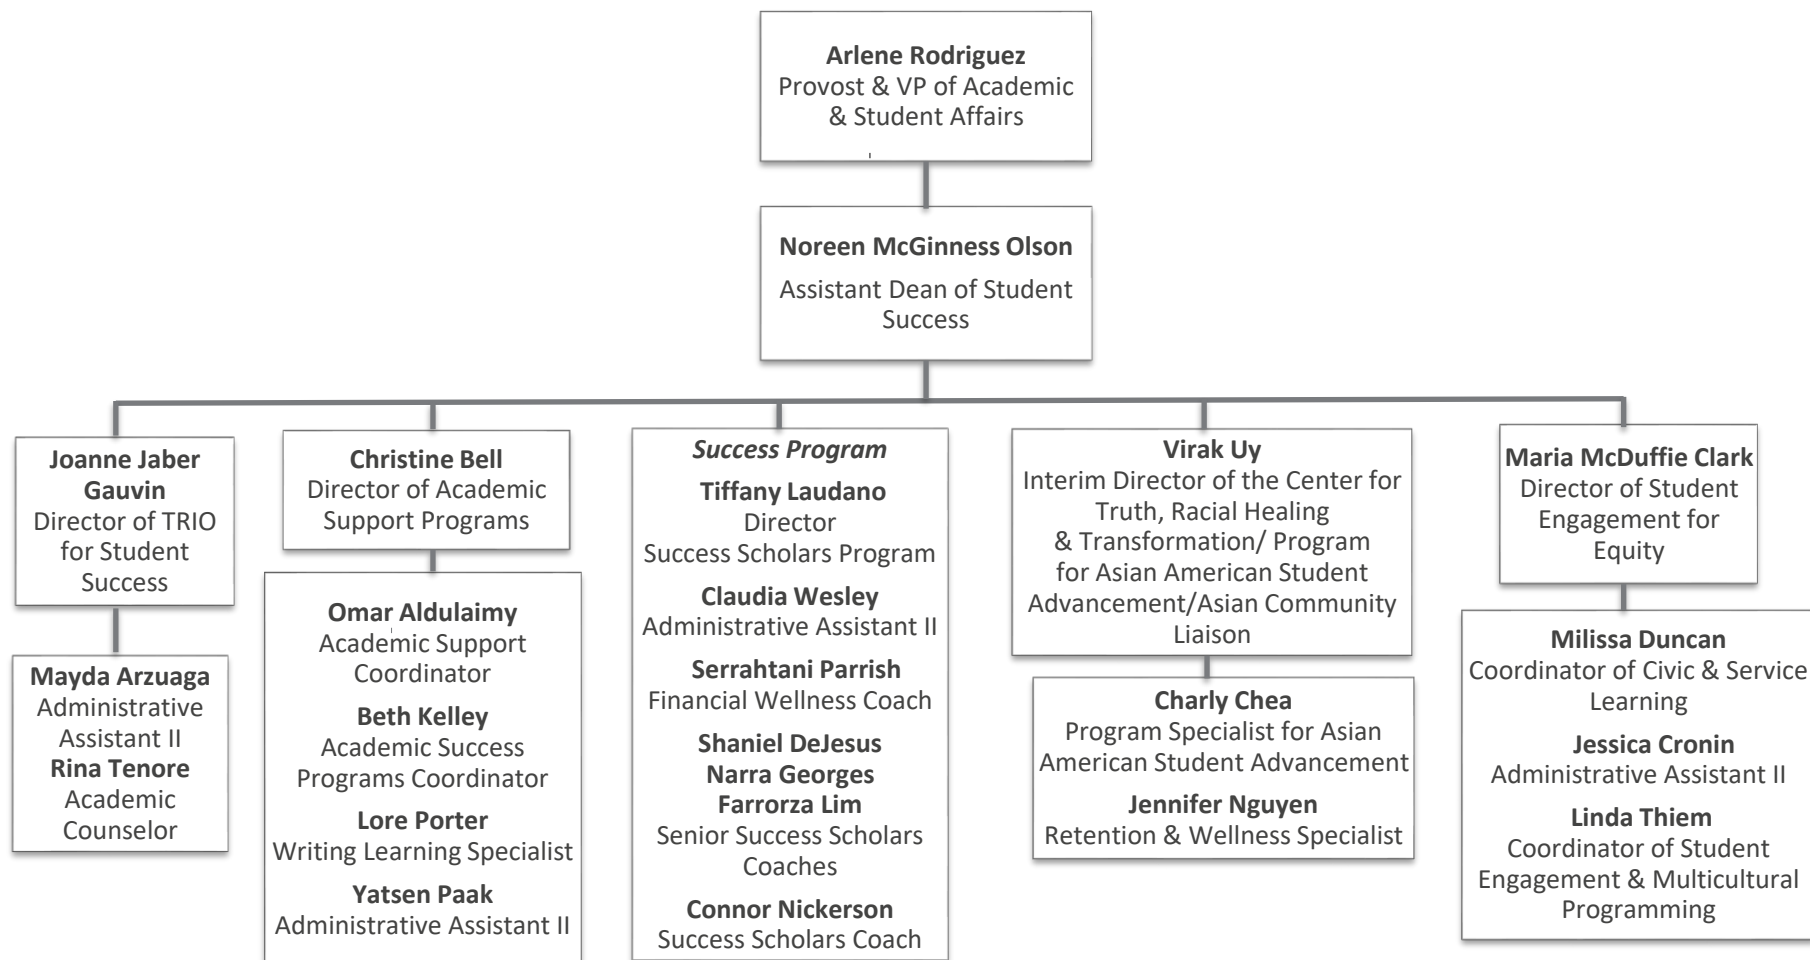 Arlene Rodriguez
Provost & VP of Academic
& Student Affairs
Noreen McGinness Olson
Assistant Dean of Student
Success
Joanne Jaber
Gauvin
Director of TRIO
for Student
Success
Mayda Arzuaga
Administrative
Assistant II
Rina Tenore
Academic
Counselor
Christine Bell
Director of Academic
Support Programs
Omar Aldulaimy
Academic Support
Coordinator
Beth Kelley
Academic Success
Programs Coordinator
Lore Porter
Writing Learning Specialist
Yatsen Paak
Administrative Assistant II
Success Program
Tiffany Laudano
Director
Success Scholars Program
Claudia Wesley
Administrative Assistant II
Serrahtani Parrish
Financial Wellness Coach
Shaniel DeJesus
Narra Georges
Farrorza Lim
Senior Success Scholars
Coaches
Connor Nickerson
Success Scholars Coach
Virak Uy
Interim Director of the Center for
Truth, Racial Healing
& Transformation/ Program
for Asian American Student
Advancement/Asian Community
Liaison
Charly Chea
Program Specialist for Asian
American Student Advancement
Jennifer Nguyen
Retention & Wellness Specialist
Maria McDuffie Clark
Director of Student
Engagement for
Equity
Milissa Duncan
Coordinator of Civic & Service
Learning
Jessica Cronin
Administrative Assistant II
Linda Thiem
Coordinator of Student
Engagement & Multicultural
Programming